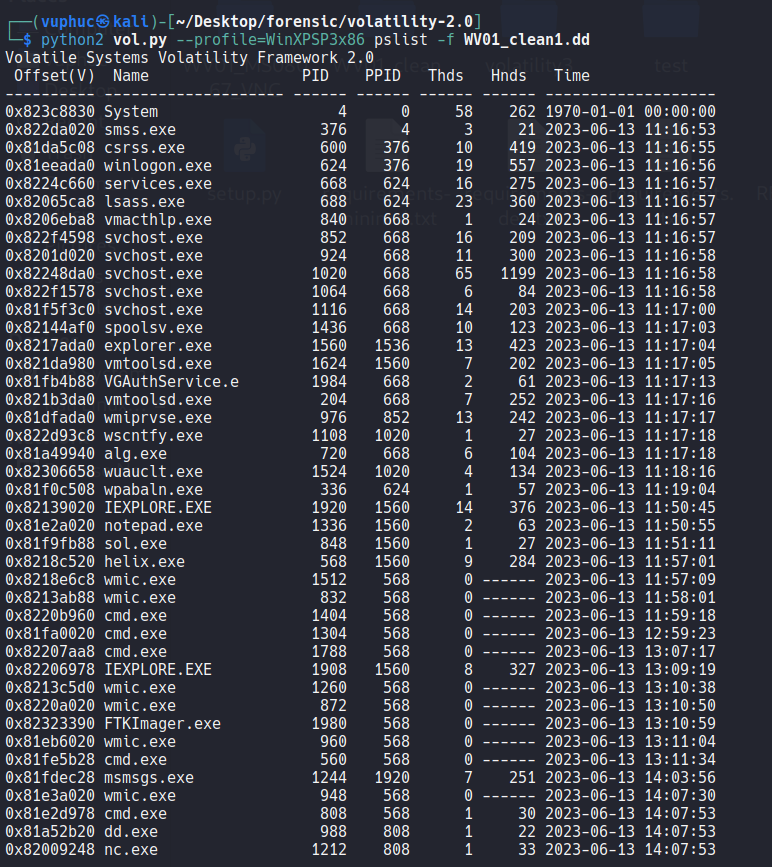 ┌──(vuphuc㉿kali)-[~/Desktop/forensic/volatility-2.0]
└─$ python2 vol.py --profile=WinXPSP3x86 pslist -f WV01_clean1.dd
Volatile Systems Volatility Framework 2.0
Offset(V) Name PID PPID Thds Hnds Time
---------- -------------------- ------ ------ ------ ------ -------------------
0x823c8830 System 4 0 58 262 1970-01-01 00:00:00
0x822da020 smss.exe 376 4 3 21 2023-06-13 11:16:53
0x81da5c08 csrss.exe 600 376 10 419 2023-06-13 11:16:55
0x81eeada0 winlogon.exe 624 376 19 557 2023-06-13 11:16:56
0x8224c660 services.exe 668 624 16 275 2023-06-13 11:16:57
0x82065ca8 lsass.exe 688 624 23 360 2023-06-13 11:16:57
0x8206eba8 vmacthlp.exe 840 668 1 24 2023-06-13 11:16:57
0x822f4598 svchost.exe 852 668 16 209 2023-06-13 11:16:57
0x8201d020 svchost.exe 924 668 11 300 2023-06-13 11:16:58
0x82248da0 svchost.exe 1020 668 65 1199 2023-06-13 11:16:58
0x822f1578 svchost.exe 1064 668 6 84 2023-06-13 11:16:58
0x81f5f3c0 svchost.exe 1116 668 14 203 2023-06-13 11:17:00
0x82144af0 spoolsv.exe 1436 668 10 123 2023-06-13 11:17:03
0x8217ada0 explorer.exe 1560 1536 13 423 2023-06-13 11:17:04
0x821da980 vmtoolsd.exe 1624 1560 7 202 2023-06-13 11:17:05
0x81fb4b88 VGAuthService.e 1984 668 2 61 2023-06-13 11:17:13
0x821b3da0 vmtoolsd.exe 204 668 7 252 2023-06-13 11:17:16
0x81dfada0 wmiprvse.exe 976 852 13 242 2023-06-13 11:17:17
0x822d93c8 wscntfy.exe 1108 1020 1 27 2023-06-13 11:17:18
0x81a49940 alg.exe 720 668 6 104 2023-06-13 11:17:18
0x82306658 wuauclt.exe 1524 1020 4 134 2023-06-13 11:18:16
0x81f0c508 wpabaln.exe 336 624 1 57 2023-06-13 11:19:04
0x82139020 IEXPLORE.EXE 1920 1560 14 376 2023-06-13 11:50:45
0x81e2a020 notepad.exe 1336 1560 2 63 2023-06-13 11:50:55
0x81f9fb88 sol.exe 848 1560 1 27 2023-06-13 11:51:11
0x8218c520 helix.exe 568 1560 9 284 2023-06-13 11:57:01
0x8218e6c8 wmic.exe 1512 568 0 ------ 2023-06-13 11:57:09
0x8213ab88 wmic.exe 832 568 0 ------ 2023-06-13 11:58:01
0x8220b960 cmd.exe 1404 568 0 ------ 2023-06-13 11:59:18
0x81fa0020 cmd.exe 1304 568 0 ------ 2023-06-13 12:59:23
0x82207aa8 cmd.exe 1788 568 0 ------ 2023-06-13 13:07:17
0x82206978 IEXPLORE.EXE 1908 1560 8 327 2023-06-13 13:09:19
0x8213c5d0 wmic.exe 1260 568 0 ------ 2023-06-13 13:10:38
0x8220a020 wmic.exe 872 568 0 ------ 2023-06-13 13:10:50
0x82323390 FTKImager.exe 1980 568 0 ------ 2023-06-13 13:10:59
0x81eb6020 wmic.exe 960 568 0 ------ 2023-06-13 13:11:04
0x81fe5b28 cmd.exe 560 568 0 ------ 2023-06-13 13:11:34
0x81fdec28 msmsgs.exe 1244 1920 7 251 2023-06-13 14:03:56
0x81e3a020 wmic.exe 948 568 0 ------ 2023-06-13 14:07:30
0x81e2d978 cmd.exe 808 568 1 30 2023-06-13 14:07:53
0x81a52b20 dd.exe 988 808 1 22 2023-06-13 14:07:53
0x82009248 nc.exe 1212 808 1 33 2023-06-13 14:07:53
test
setup.py